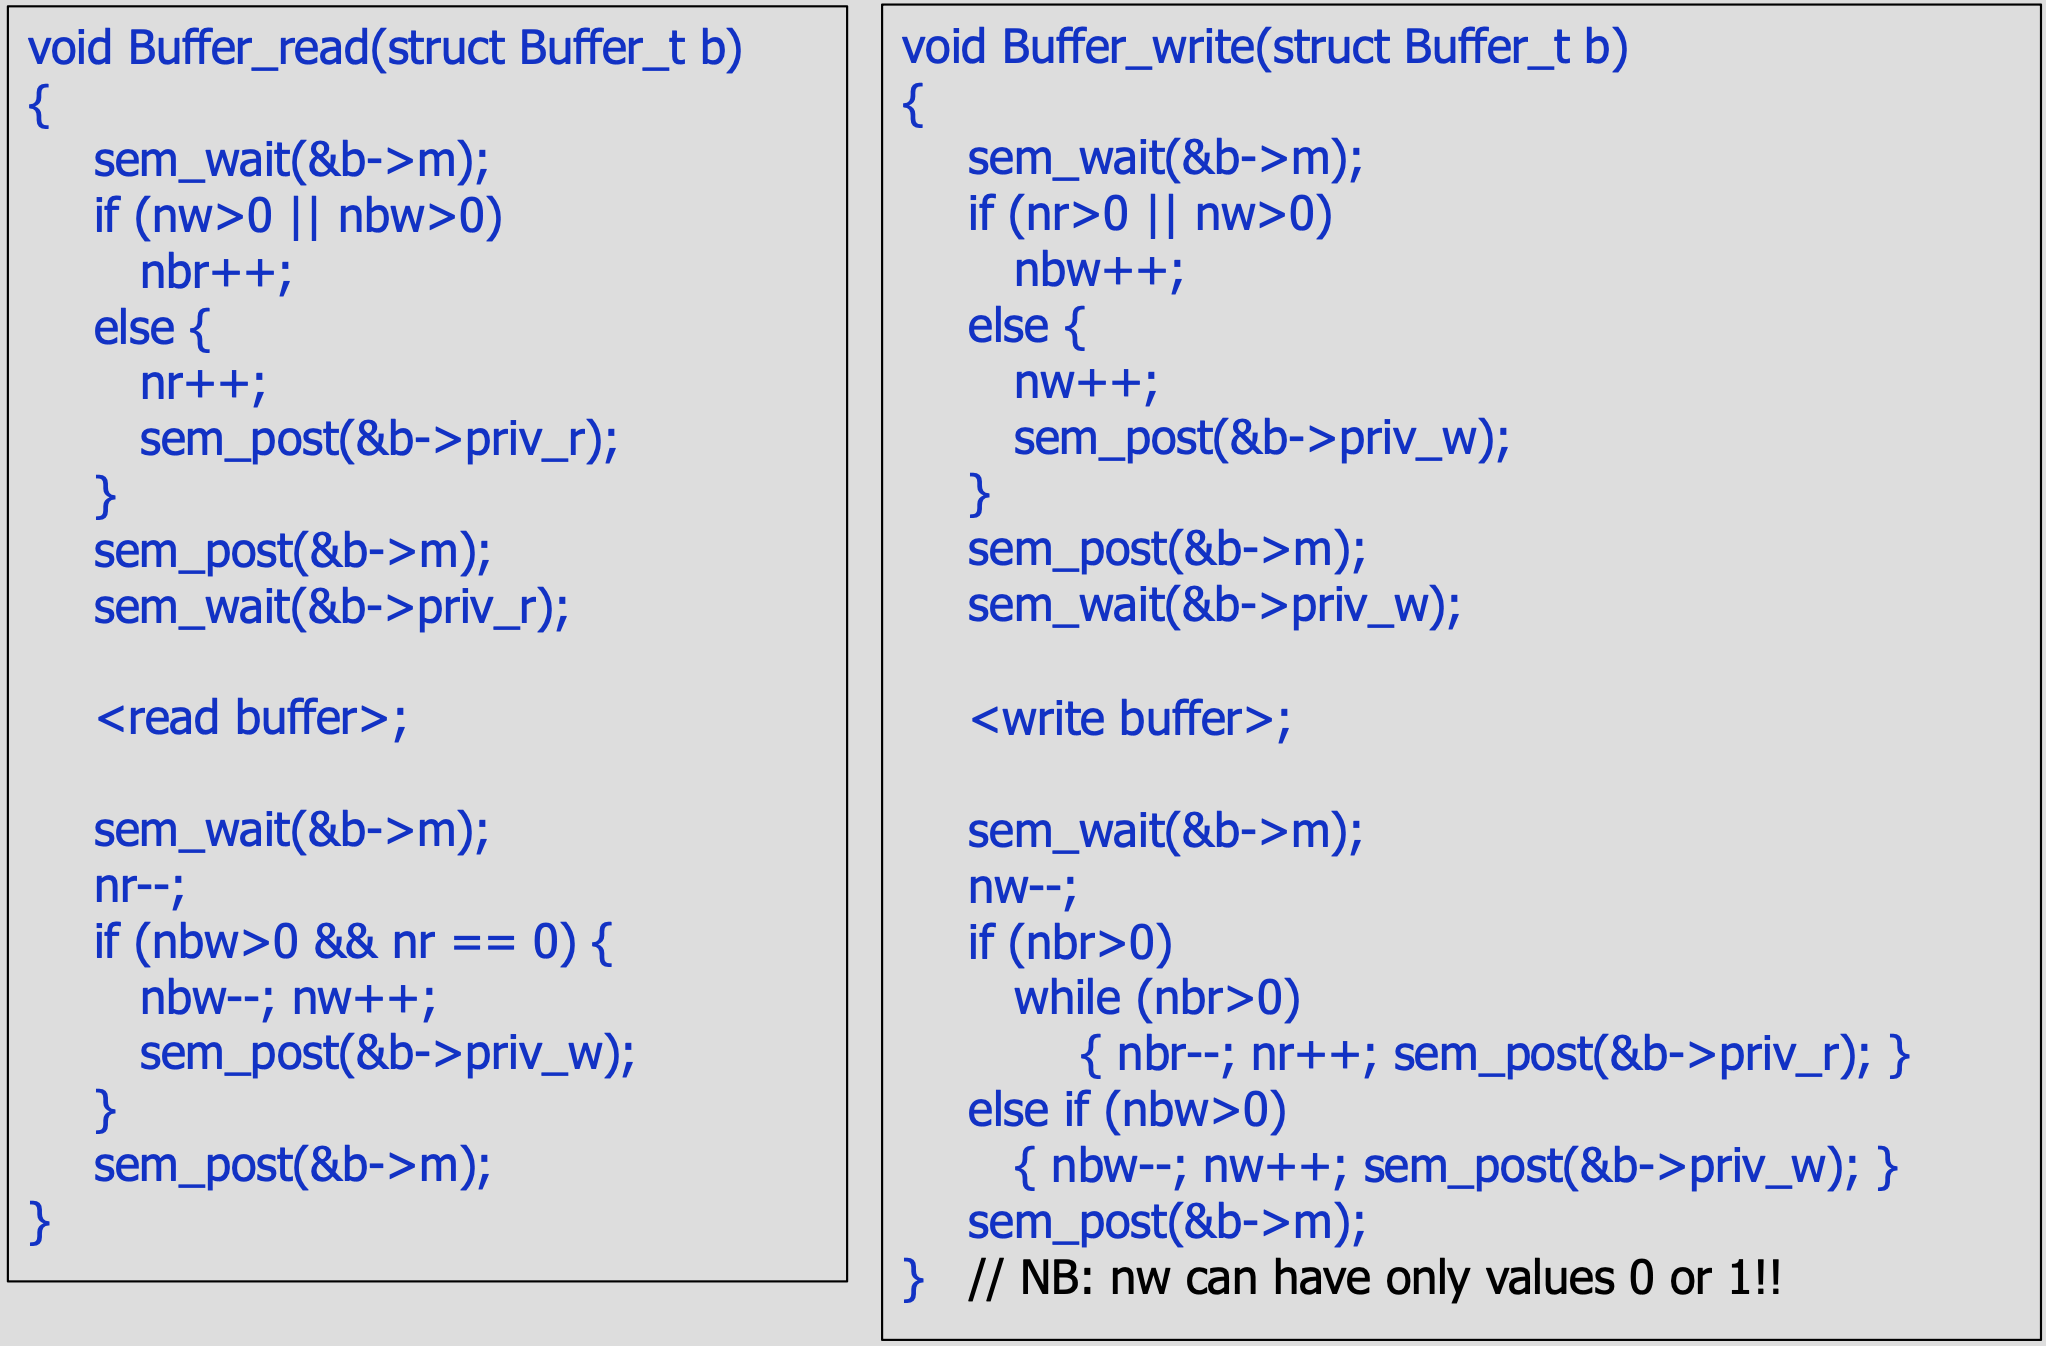 void Buffer_read(struct Buffer_t b)
{
sem_wait(&b->m);
if (nw>0 || nbw>0)
nbr++;
else {
nr++;
sem_post(&b->priv_r);
}
sem_post(&b->m);
sem_wait(&b->priv_r);
<read buffer>;
sem_wait(&b->m);
nr--;
if (nbw>0 && nr == 0) {
nbw--; nw++;
sem_post(&b->priv_w);
}
sem_post(&b->m);
}
void Buffer_write(struct Buffer_t b)
{
sem_wait(&b->m);
if (nr>0 || nw>0)
nbw++;
else {
nw++;
sem_post(&b->priv_w);
}
sem_post(&b->m);
sem_wait(&b->priv_w);
<write buffer>;
sem_wait(&b->m);
nw--;
if (nbr>0)
while (nbr>0)
{ nbr--; nr++; sem_post(&b->priv_r); }
else if (nbw>0)
{ nbw--; nw++; sem_post(&b->priv_w); }
sem_post(&b->m);
} // NB: nw can have only values 0 or 1!!